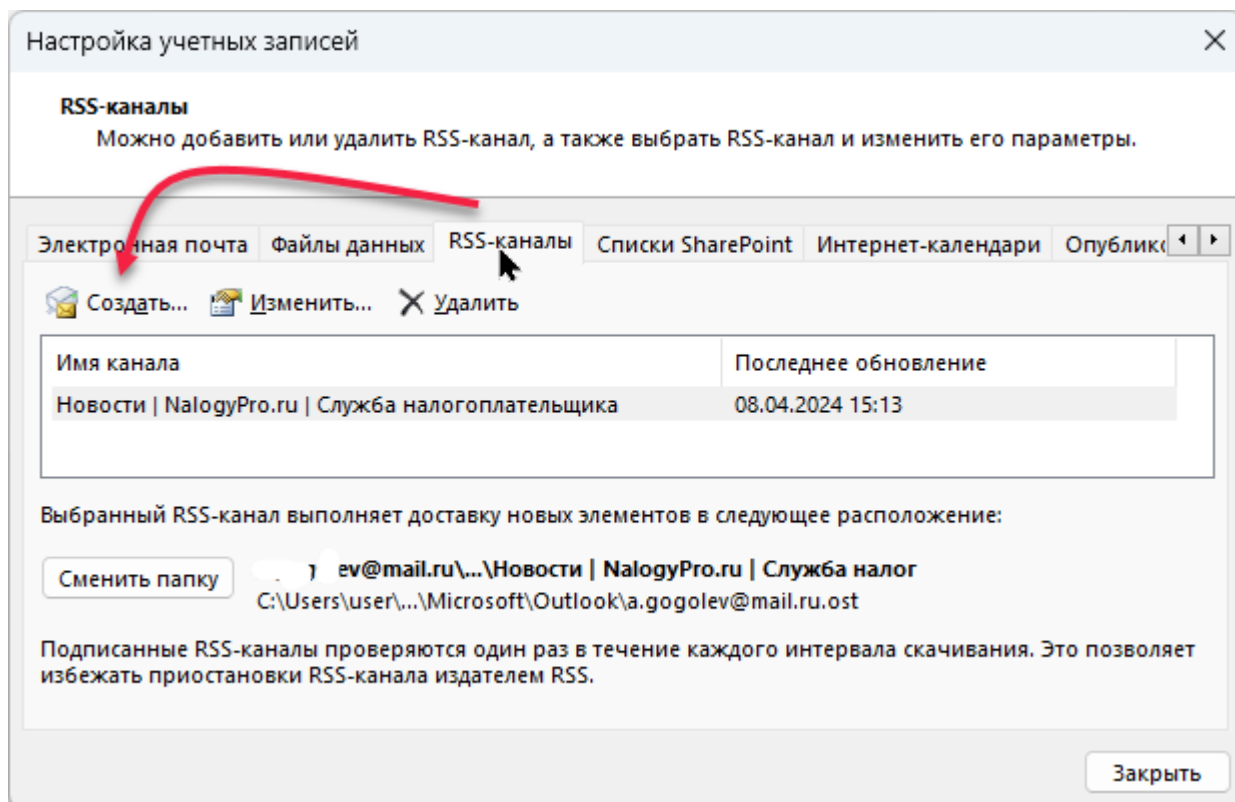 Настройка учетных записей
RSS-каналы
Можно добавить или удалить RSS-канал, а также выбрать RSS-канал и изменить его параметры.
Электронная почта Файлы данных RSS-каналы Списки SharePoint Интернет-календари Опублико
Создать... Изменить... Удалить
Имя канала Последнее обновление
Новости | NalogyPro.ru | Служба налогоплательщика 08.04.2024 15:13
Выбранный RSS-канал выполняет доставку новых элементов в следующее расположение:
Сменить папку ev@mail.ru\...\Новости | NalogyPro.ru | Служба налог
C:\Users\user\...\Microsoft\Outlook\a.gogolev@mail.ru.ost
Подписанные RSS-каналы проверяются один раз в течение каждого интервала скачивания. Это позволяет
избежать приостановки RSS-канала издателем RSS.
Закрыть